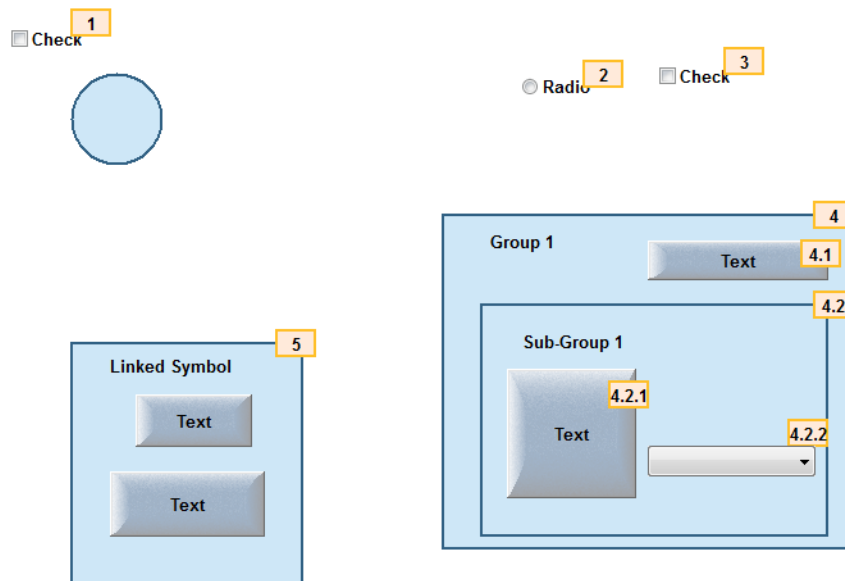 1
Check
2
Radio
3
Check
4
Group 1
4.1
Text
4.2
Sub-Group 1
4.2.1
Text
4.2.2
5
Linked Symbol
Text
Text